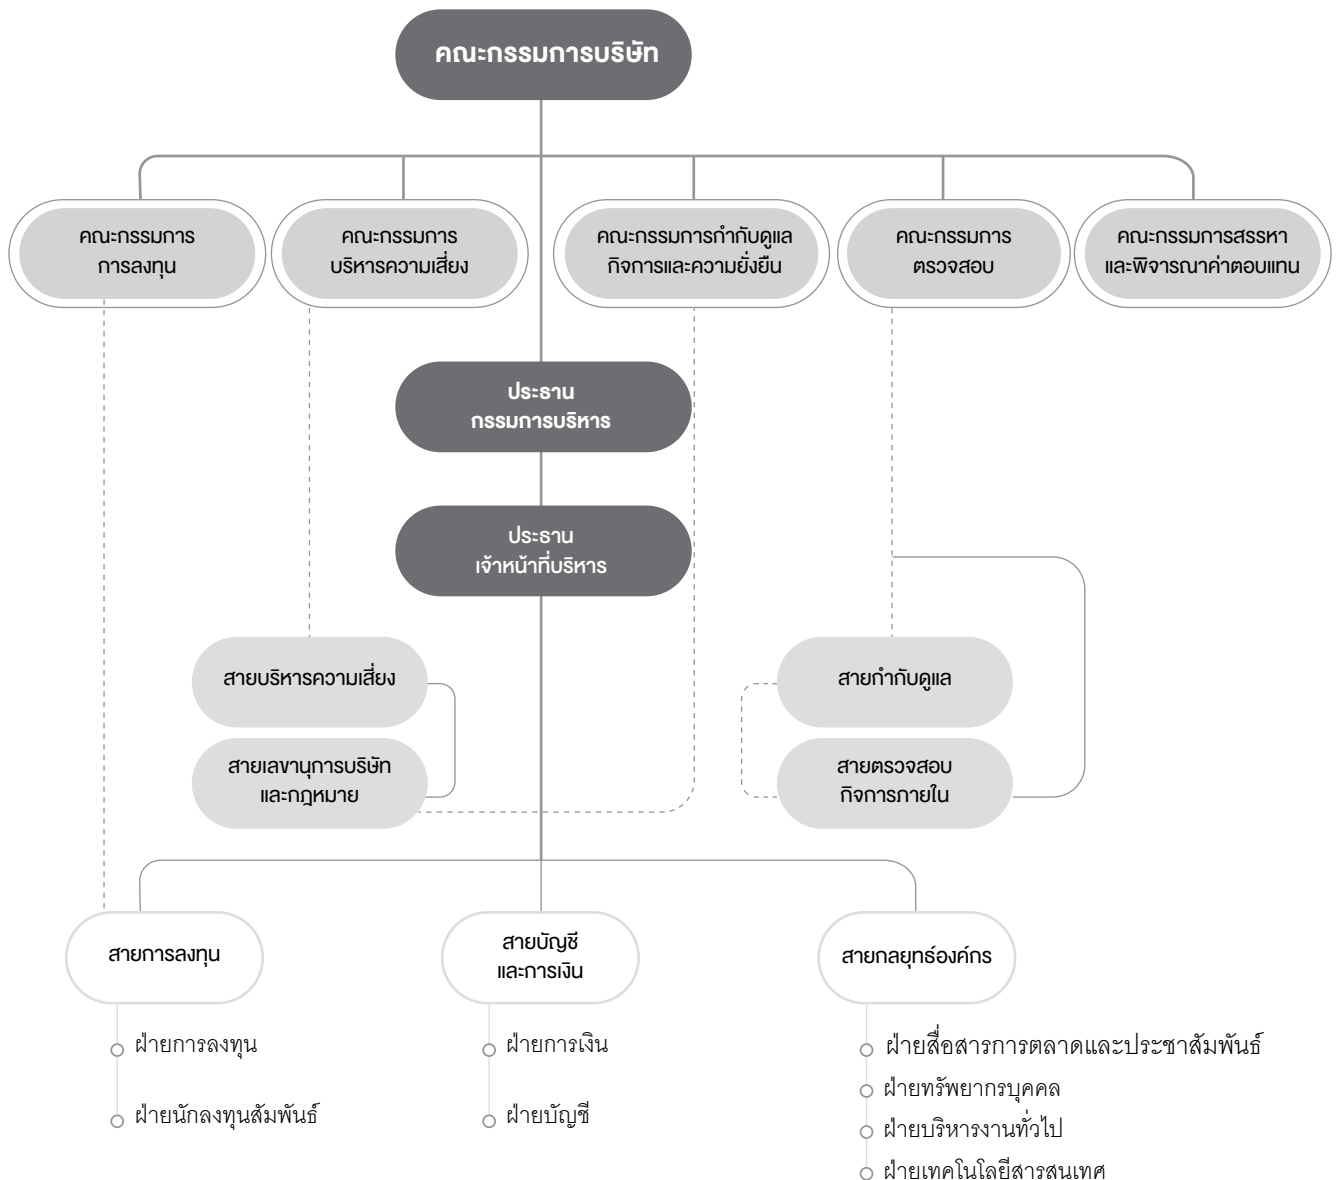 คณะกรรมการบริษัท
คณะกรรมการ
การลงทุน
คณะกรรมการ
บริหารความเสี่ยง
คณะกรรมการกำกับดูแล
กิจการและความยั่งยืน
คณะกรรมการ
ตรวจสอบ
คณะกรรมการสรรหา
และพิจารณาค่าตอบแทน
ประธาน
กรรมการบริหาร
ประธาน
เจ้าหน้าที่บริหาร
สายบริหารความเสี่ยง
สายกำกับดูแล
สายเลขานุการบริษัท
และกฎหมาย
สายตรวจสอบ
กิจการภายใน
สายการลงทุน
สายบัญชี
และการเงิน
สายกลยุทธ์องค์กร
ฝ่ายการลงทุน
ฝ่ายนักลงทุนสัมพันธ์
ฝ่ายการเงิน
ฝ่ายบัญชี
ฝ่ายสื่อสารการตลาดและประชาสัมพันธ์
ฝ่ายทรัพยากรบุคคล
ฝ่ายบริหารงานทั่วไป
ฝ่ายเทคโนโลยีสารสนเทศ